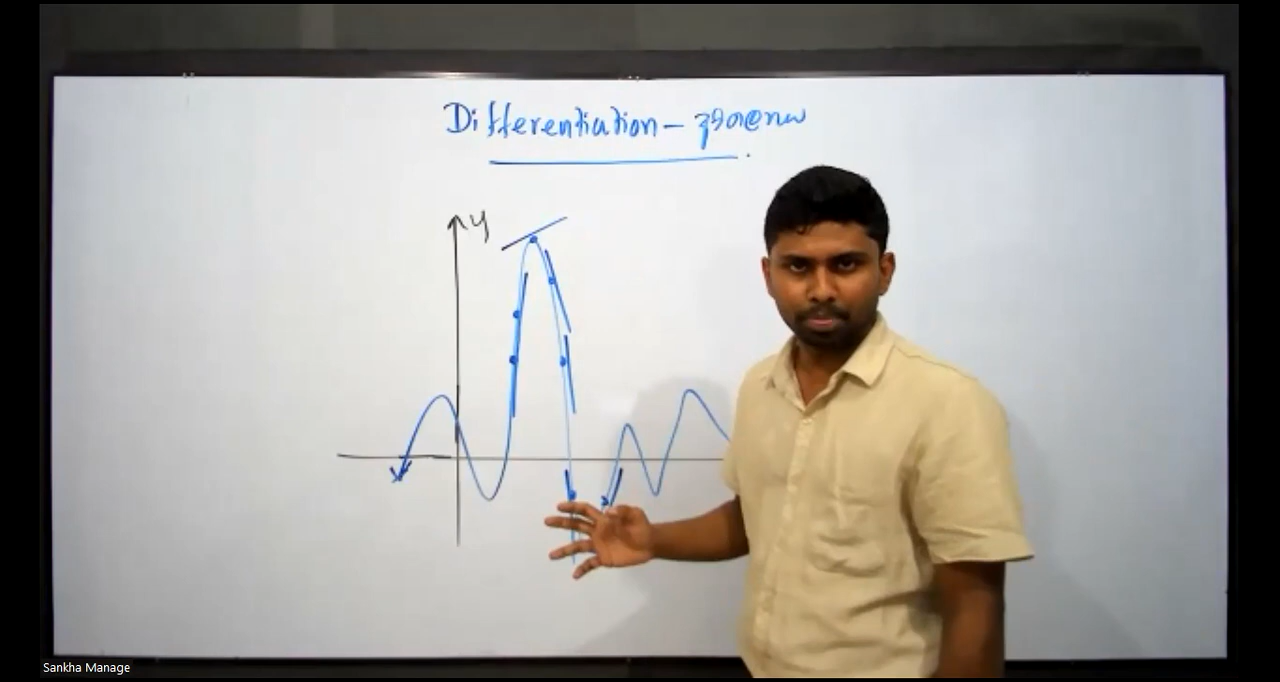 Differentiation - අවකලනය
y
Sankha Manage